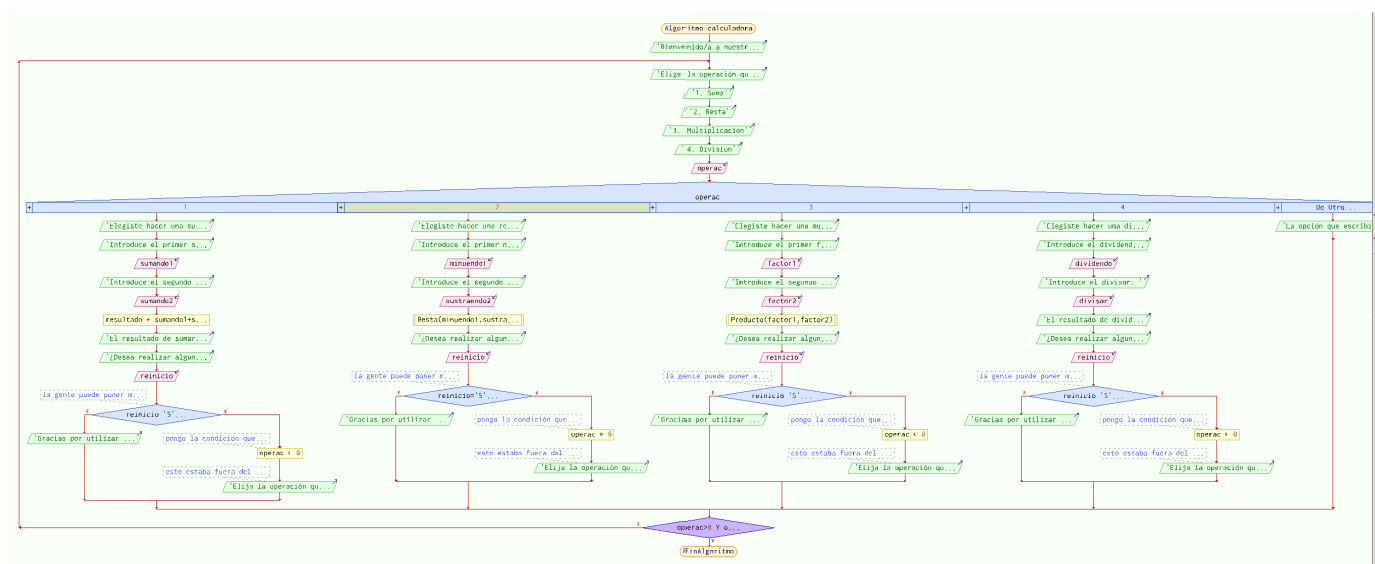 Algoritmo calculadora
'Bienvenido/a a nuestr...
'Elige la operación qu...
'1. Suma'
'2. Resta'
'3. Multiplicación'
'4. Division'
operac
operac
+ 1
+ 2
+ 3
+ 4
+ De Otro...
'Elegiste hacer una su...
'Introduce el primer s...
sumando1
'Introduce el segundo ...
sumando2
resultado ← sumando1+s...
'El resultado de sumar...
'¿Desea realizar algun...
reinicio
la gente puede poner m...
reinicio 'S'...
F
V
'Gracias por utilizar ...
pongo la condición que...
operac ← 0
esto estaba fuera del ...
'Elija la operación qu...
'Elegiste hacer una re...
'Introduce el primer n...
minuendo1
'Introduce el segundo ...
sustraendo2
Resta(minuendo1,sustra...
'¿Desea realizar algun...
reinicio
la gente puede poner m...
reinicio='S'...
F
V
'Gracias por utilizar ...
pongo la condición que...
operac ← 0
esto estaba fuera del ...
'Elija la operación qu...
'Elegiste hacer una mu...
'Introduce el primer f...
factor1
'Introduce el segundo ...
factor2
Producto(factor1,factor2)
'¿Desea realizar algun...
reinicio
la gente puede poner m...
reinicio 'S'...
F
V
'Gracias por utilizar ...
pongo la condición que...
operac ← 0
esto estaba fuera del ...
'Elija la operación qu...
'Elegiste hacer una di...
'Introduce el dividend...
dividendo
'Introduce el divisor: '
divisor
'El resultado de divid...
'¿Desea realizar algun...
reinicio
la gente puede poner m...
reinicio 'S'...
F
V
'Gracias por utilizar ...
pongo la condición que...
operac ← 0
esto estaba fuera del ...
'Elija la operación qu...
'La opción que escribi
operac>0 Y o...
F
V
FinAlgoritmo